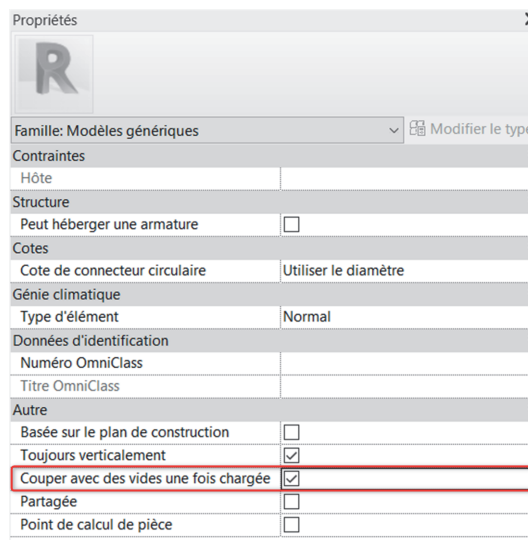 Propriétés
R
Famille: Modèles génériques Modifier le type
Contraintes
Hôte
Structure
Peut héberger une armature
Cotes
Cote de connecteur circulaire Utiliser le diamètre
Génie climatique
Type d'élément Normal
Données d'identification
Numéro OmniClass
Titre OmniClass
Autre
Basée sur le plan de construction
Toujours verticalement
Couper avec des vides une fois chargée
Partagée
Point de calcul de pièce